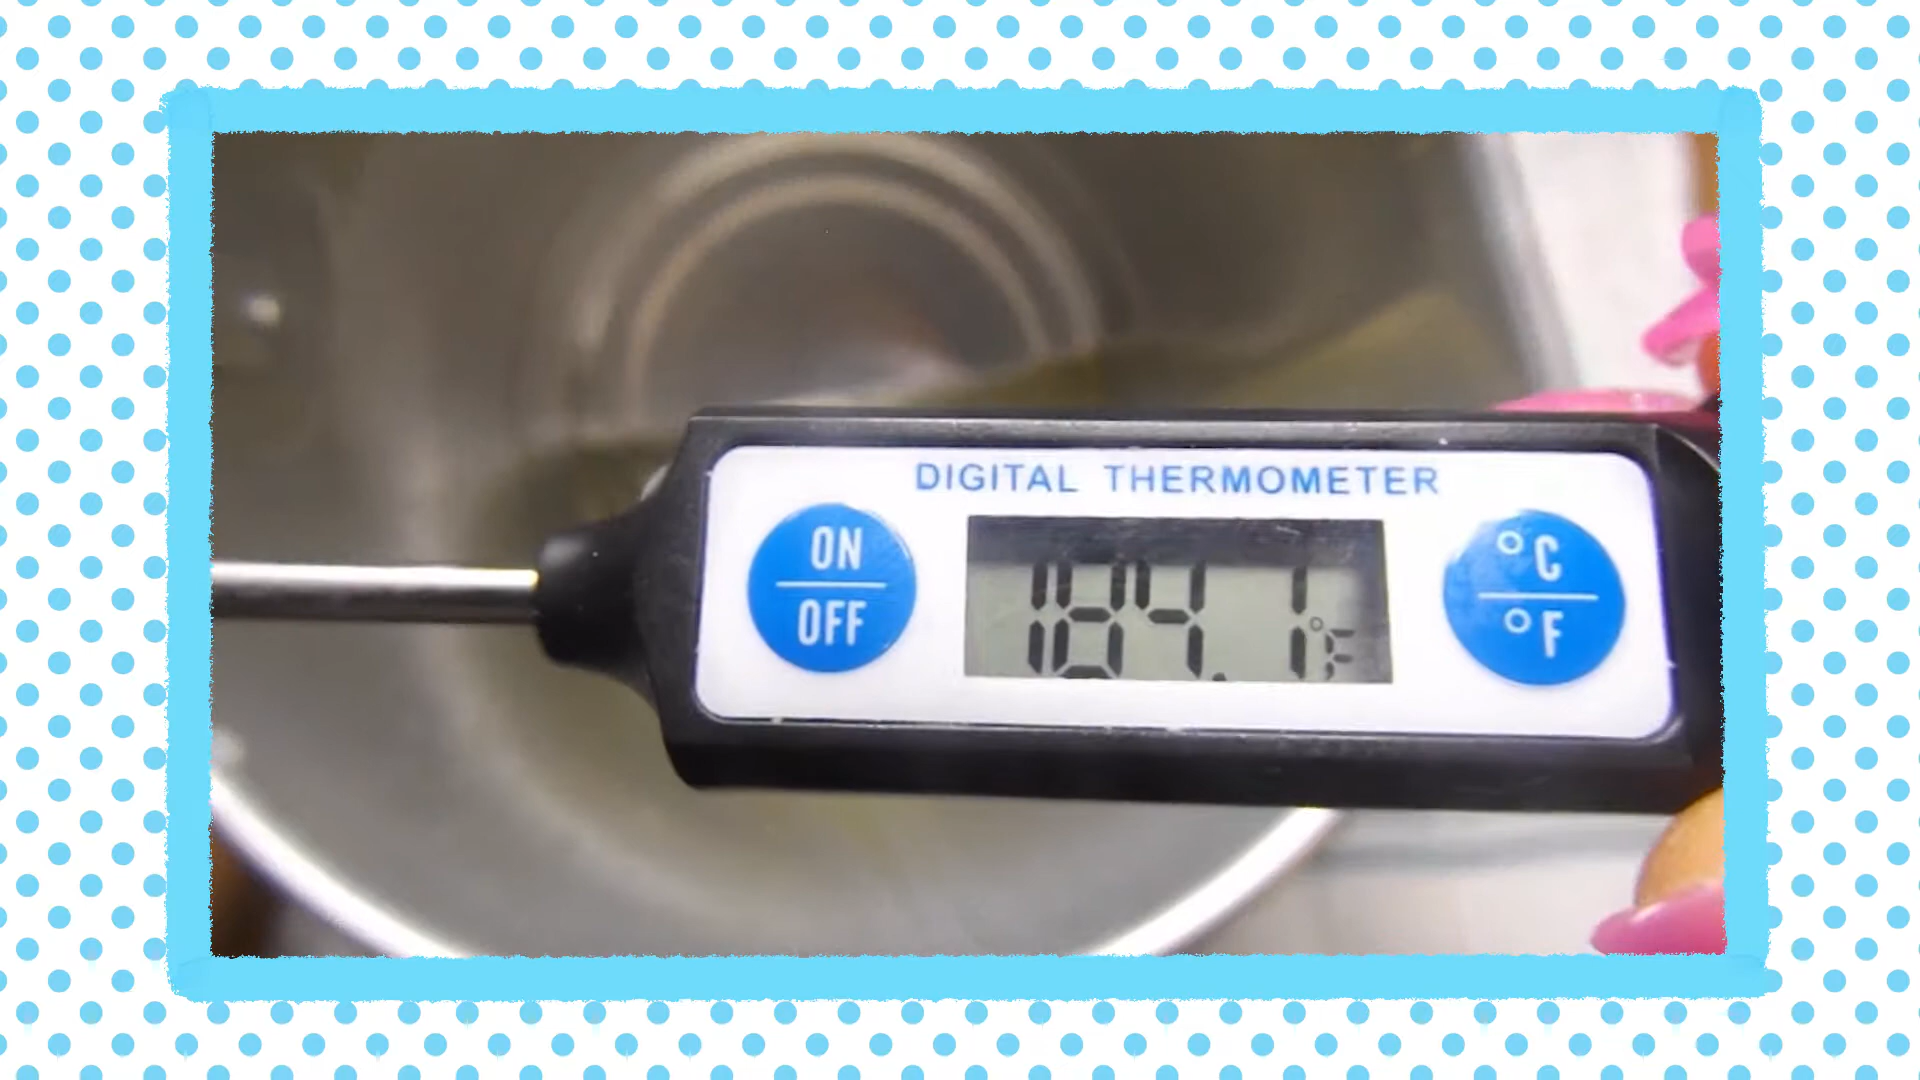 DIGITAL THERMOMETER
ON
OFF
184.1°F
°C
°F